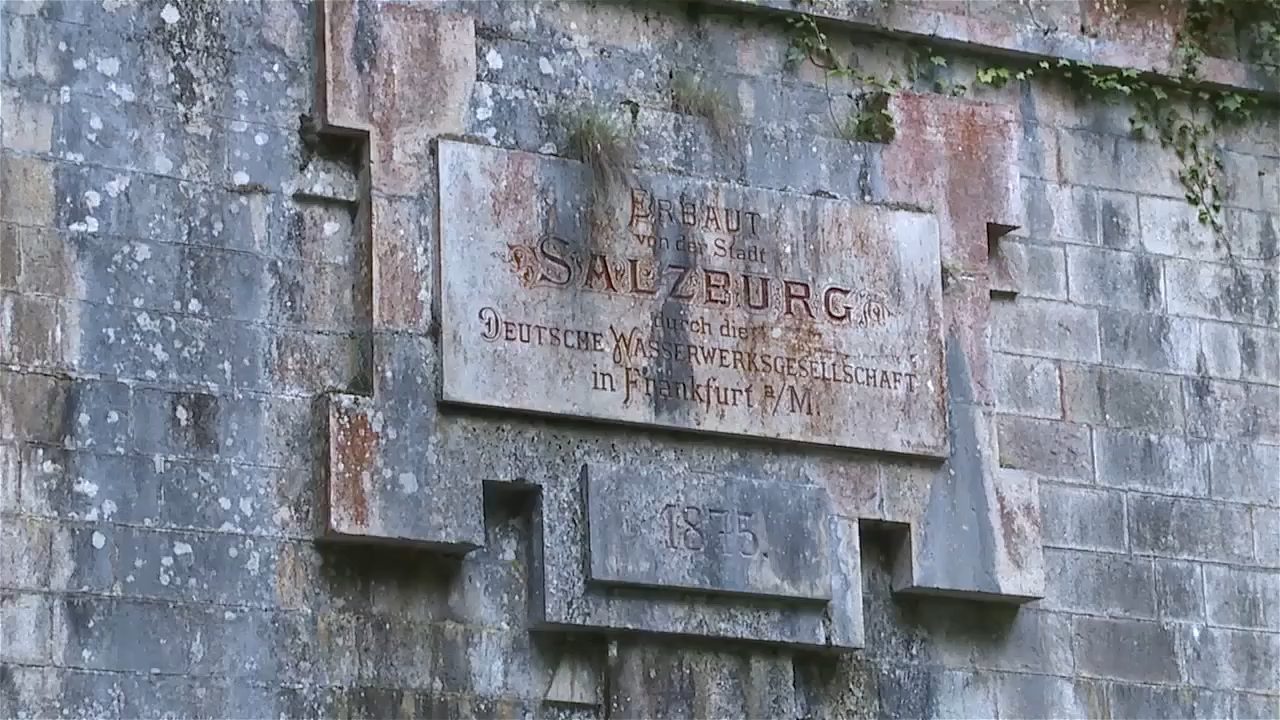 ERBAUT
von der Stadt
SALZBURG
durch die
DEUTSCHE WASSERWERKSGESELLSCHAFT
in Frankfurt a/M.
1875.